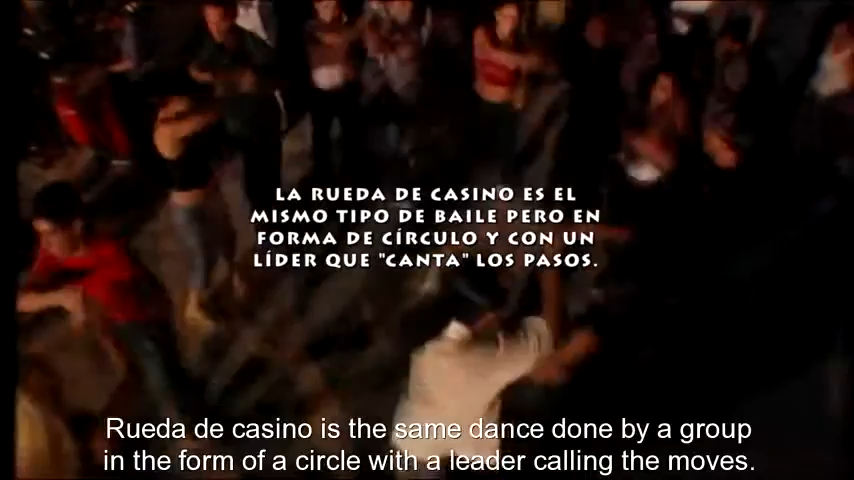 LA RUEDA DE CASINO ES EL
MISMO TIPO DE BAILE PERO EN
FORMA DE CÍRCULO Y CON UN
LÍDER QUE "CANTA" LOS PASOS.
Rueda de casino is the same dance done by a group
in the form of a circle with a leader calling the moves.